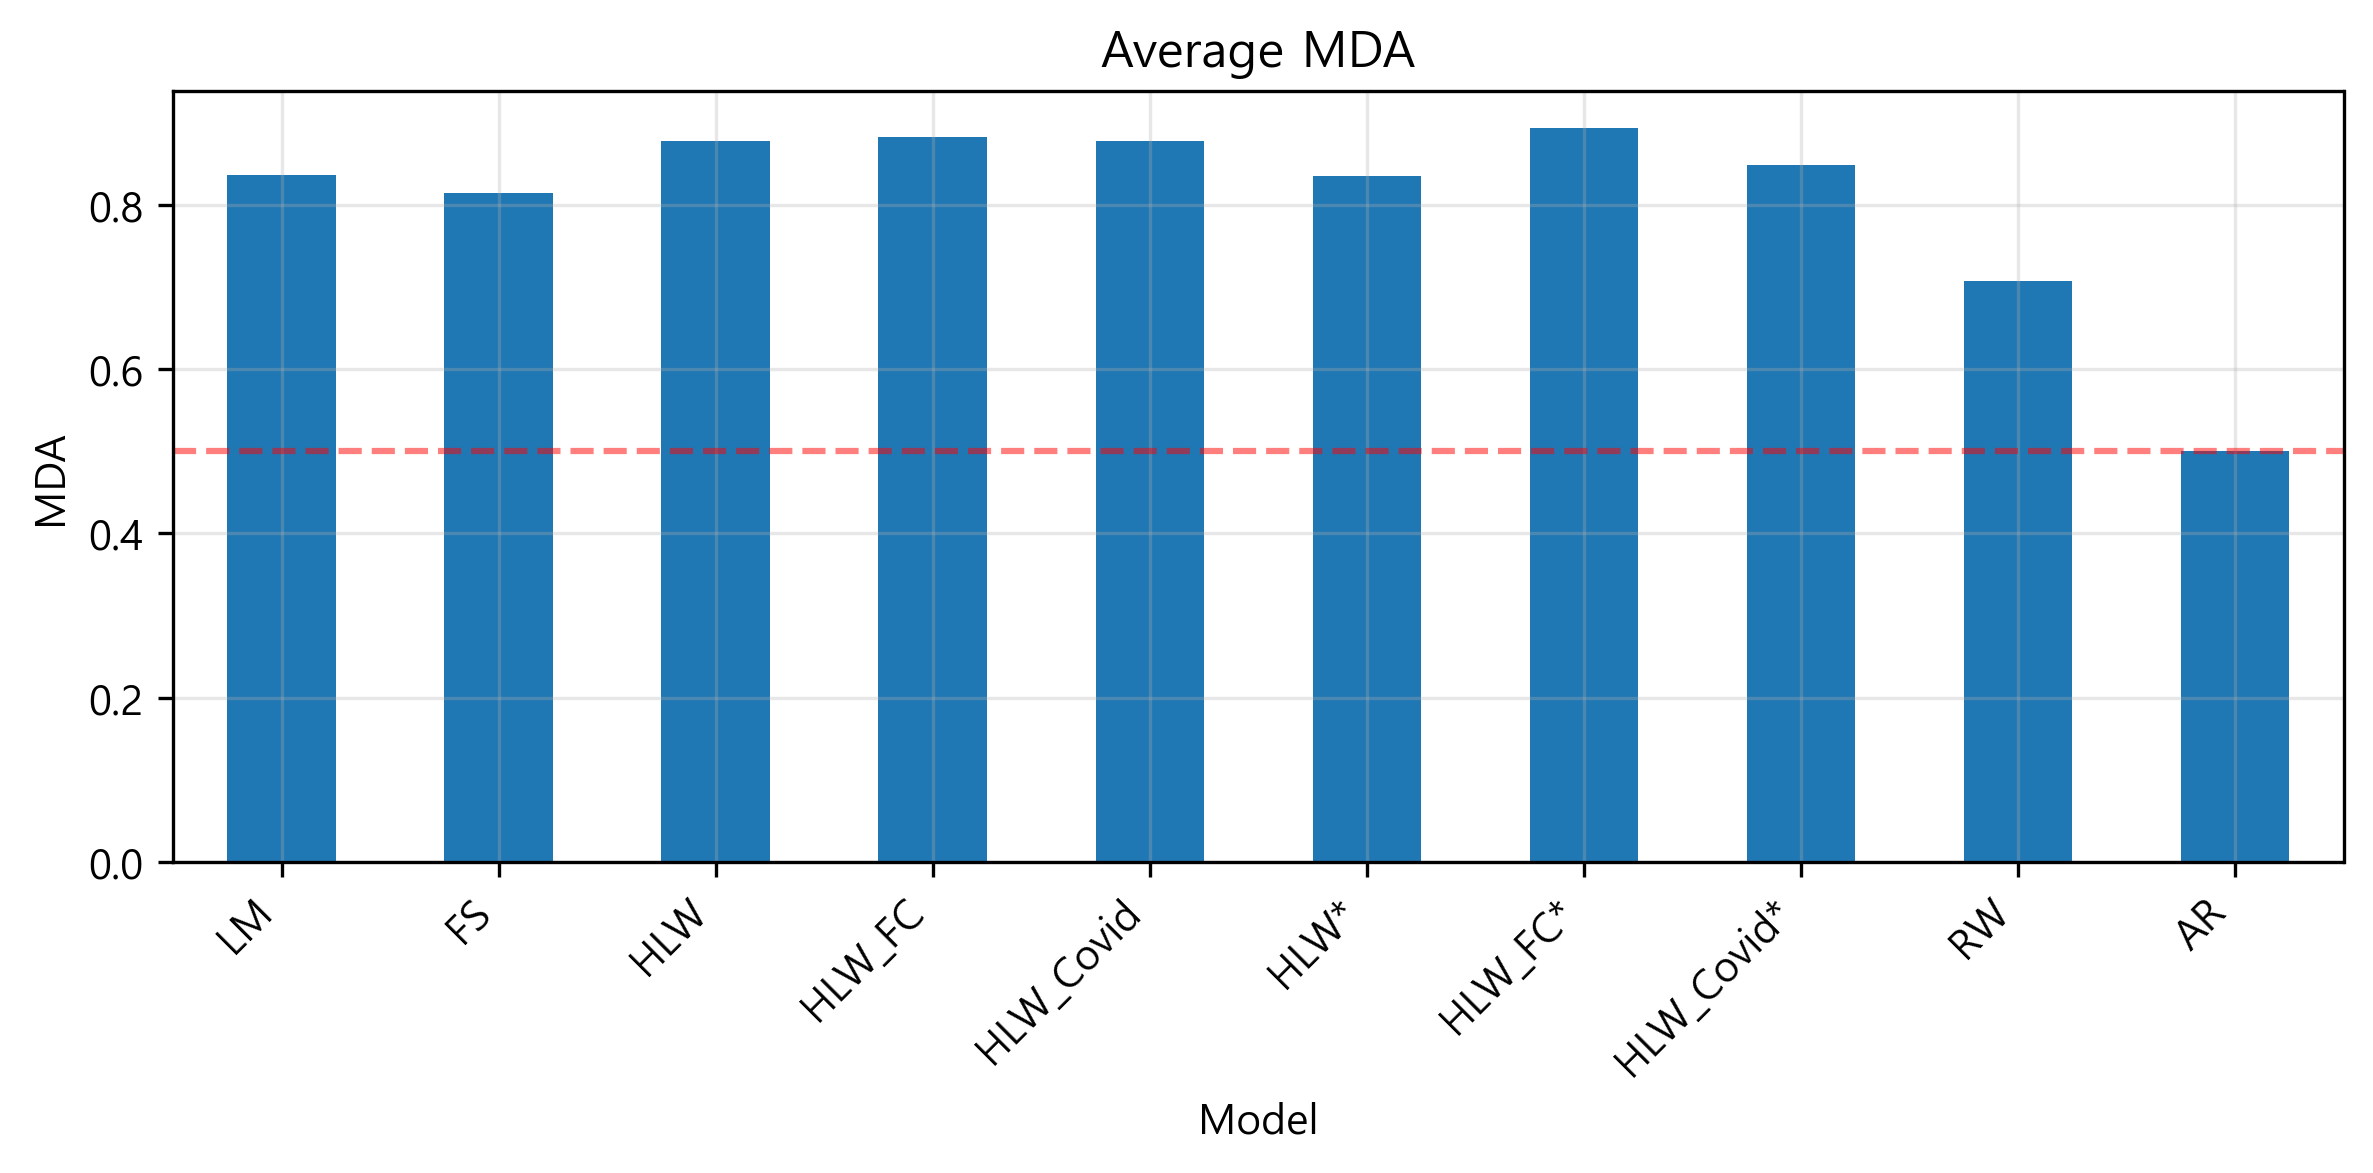 Average MDA
MDA
0.8
0.6
0.4
0.2
0.0
LM
FS
HLW
HLW_FC
HLW_Covid
HLW*
HLW_FC*
HLW_Covid*
RW
AR
Model